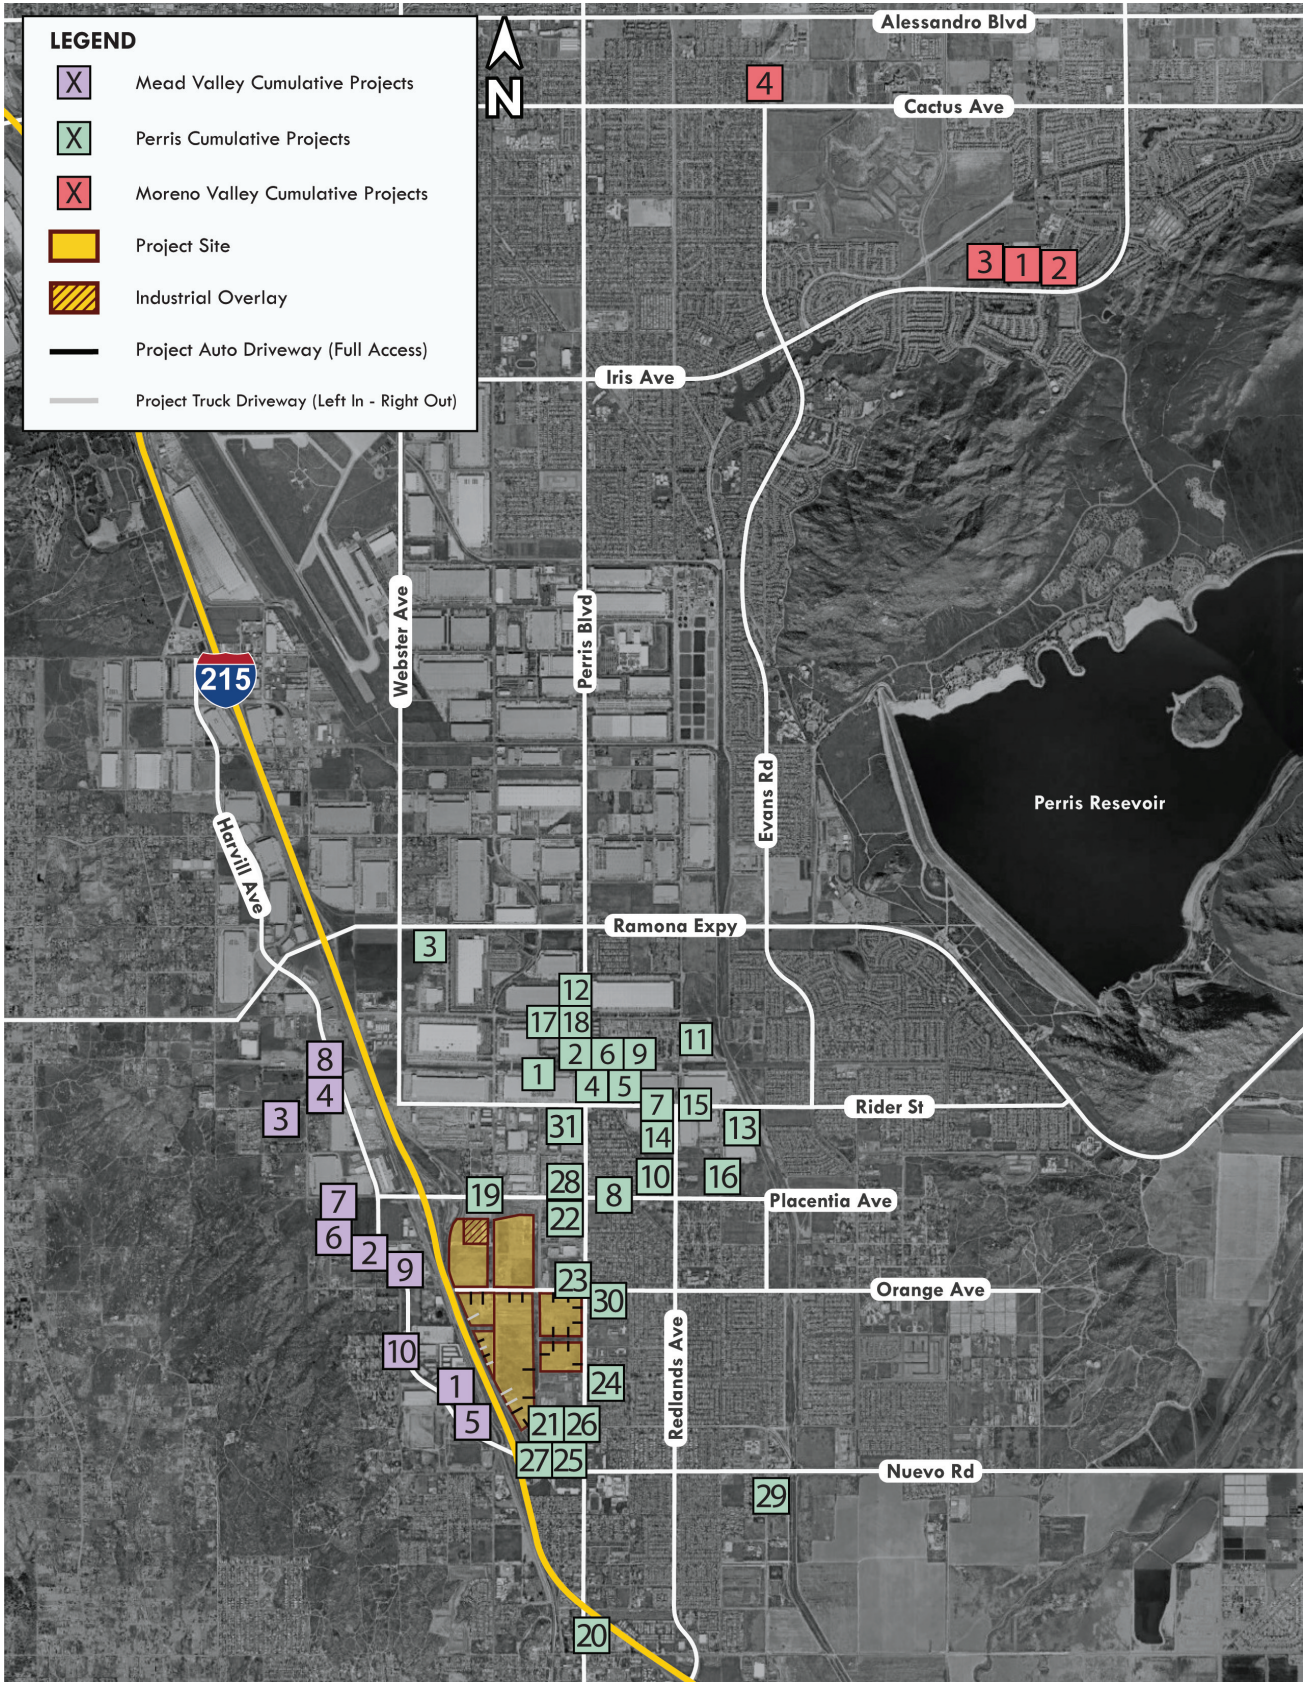 Alessandro Blvd
LEGEND
X Mead Valley Cumulative Projects
X Perris Cumulative Projects
X Moreno Valley Cumulative Projects
Project Site
Industrial Overlay
Project Auto Driveway (Full Access)
Project Truck Driveway (Left In - Right Out)
N
4
Cactus Ave
3 1 2
Iris Ave
Webster Ave
Perris Blvd
215
Evans Rd
Perris Resevoir
Harvill Ave
Ramona Expy
3
12
17 18
11
2 6 9
8
1
4 5
4
3
7 15
Rider St
31
14
13
28
10
16
19
8
Placentia Ave
7
22
6
2
9
23
Orange Ave
30
10
Redlands Ave
1
24
5
21 26
27 25
Nuevo Rd
29
20